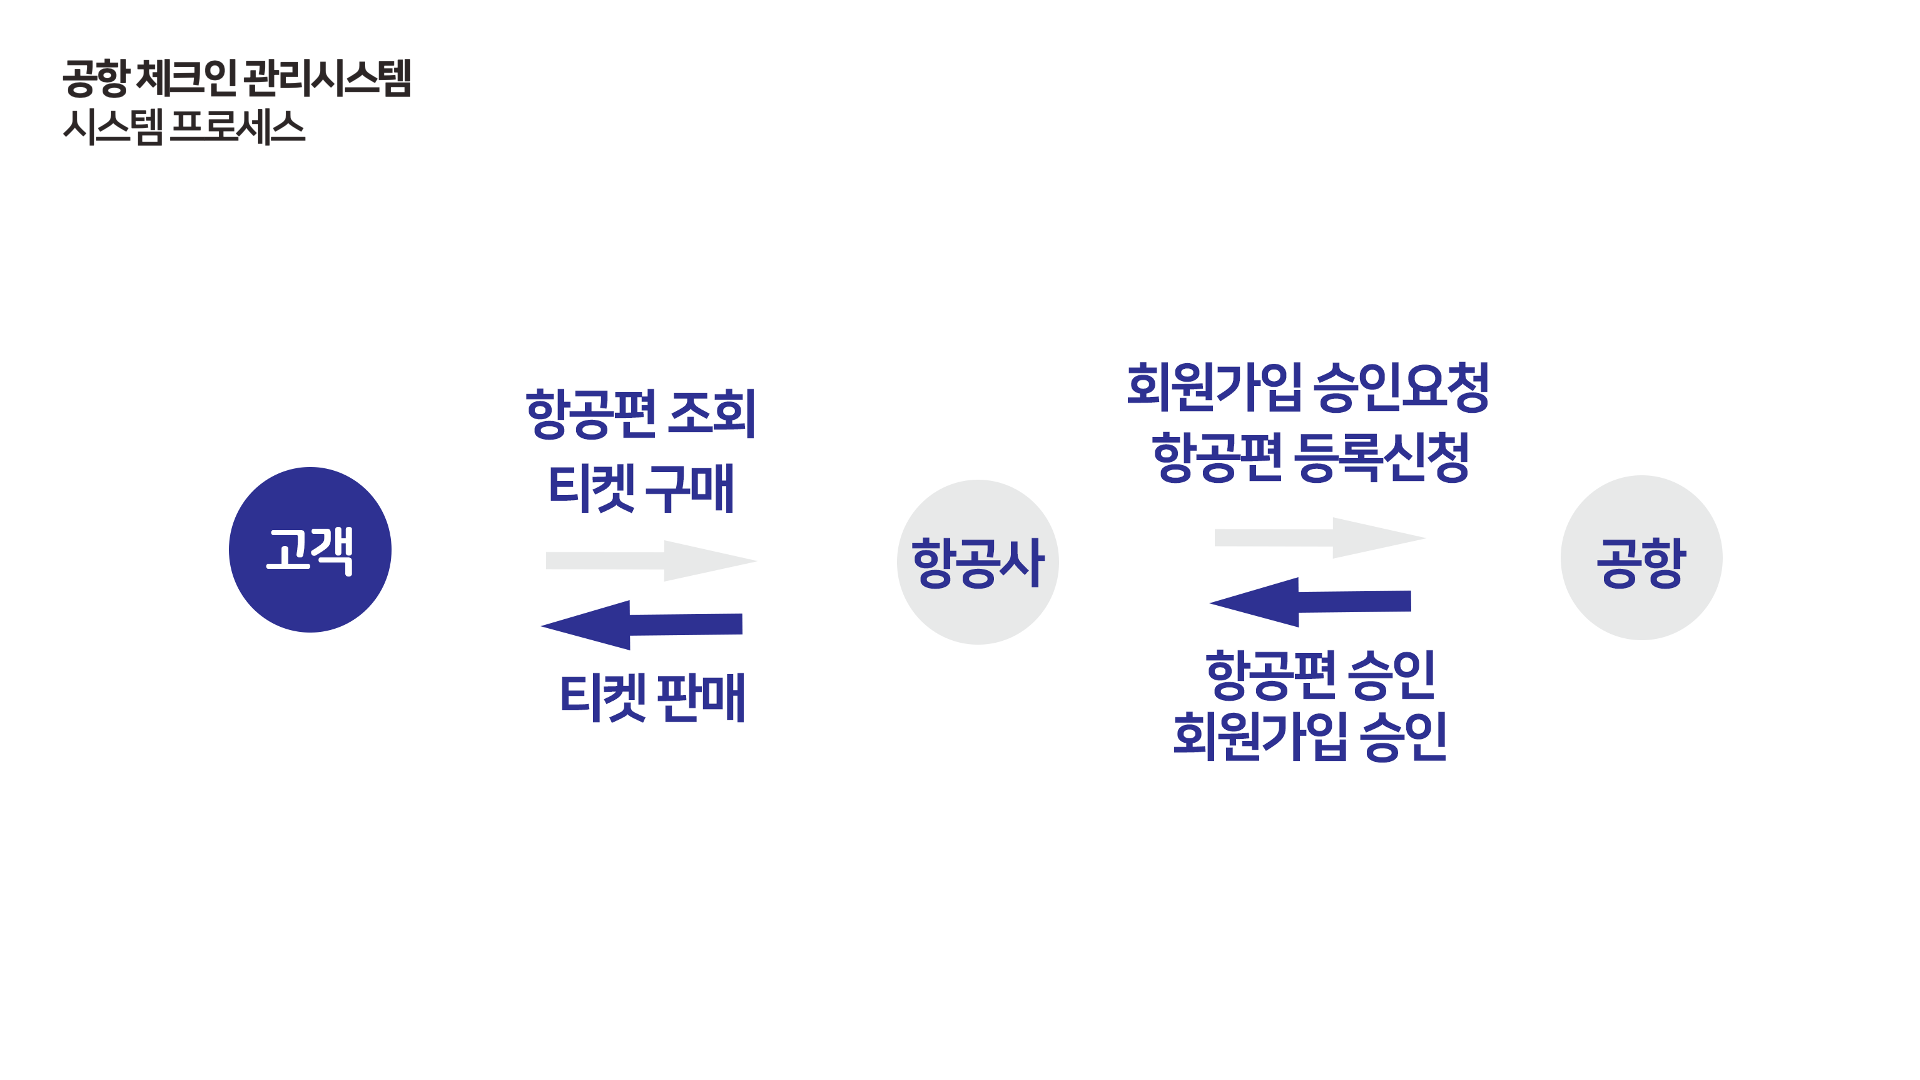 공항 체크인 관리시스템
시스템 프로세스
고객
항공편 조회
티켓 구매
티켓 판매
항공사
회원가입 승인요청
항공편 등록신청
항공편 승인
회원가입 승인
공항